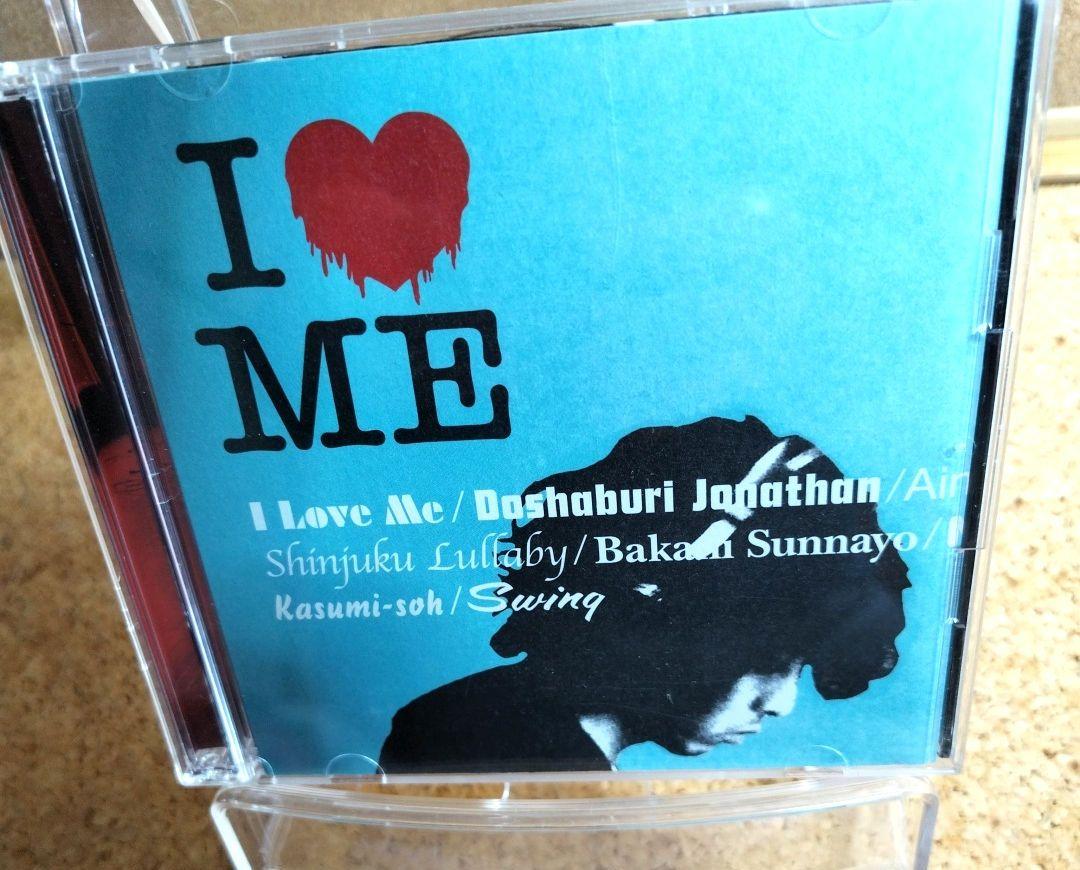 I ❤ ME
I Love Me / Doshaburi Jonathan / Air
Shinjuku Lullaby / Bakani Sunnayo /
Kasumi-soh / Swing